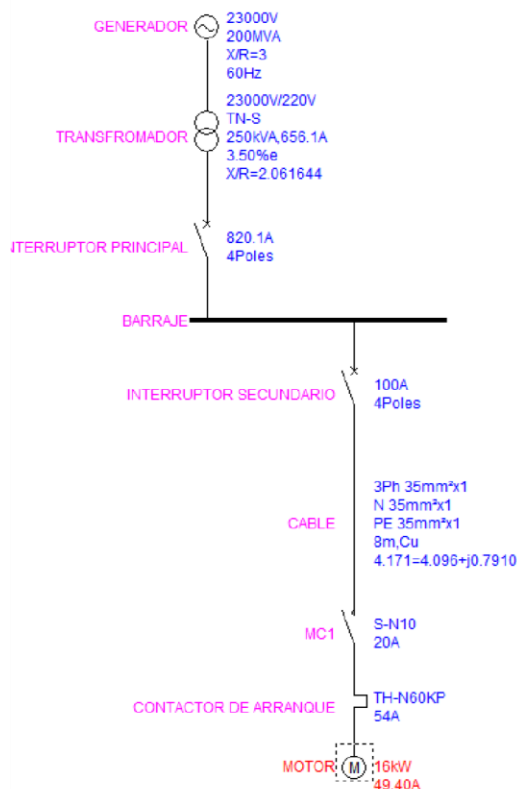 GENERADOR
23000V
200MVA
X/R=3
60Hz
TRANSFROMADOR
23000V/220V
TN-S
250kVA,656.1A
3.50%e
X/R=2.061644
NTERRUPTOR PRINCIPAL
820.1A
4Poles
BARRAJE
INTERRUPTOR SECUNDARIO
100A
4Poles
CABLE
3Ph 35mm²x1
N 35mm²x1
PE 35mm²x1
8m,Cu
4.171=4.096+j0.7910
MC1
S-N10
20A
CONTACTOR DE ARRANQUE
TH-N60KP
54A
MOTOR
M
16kW
49.40A